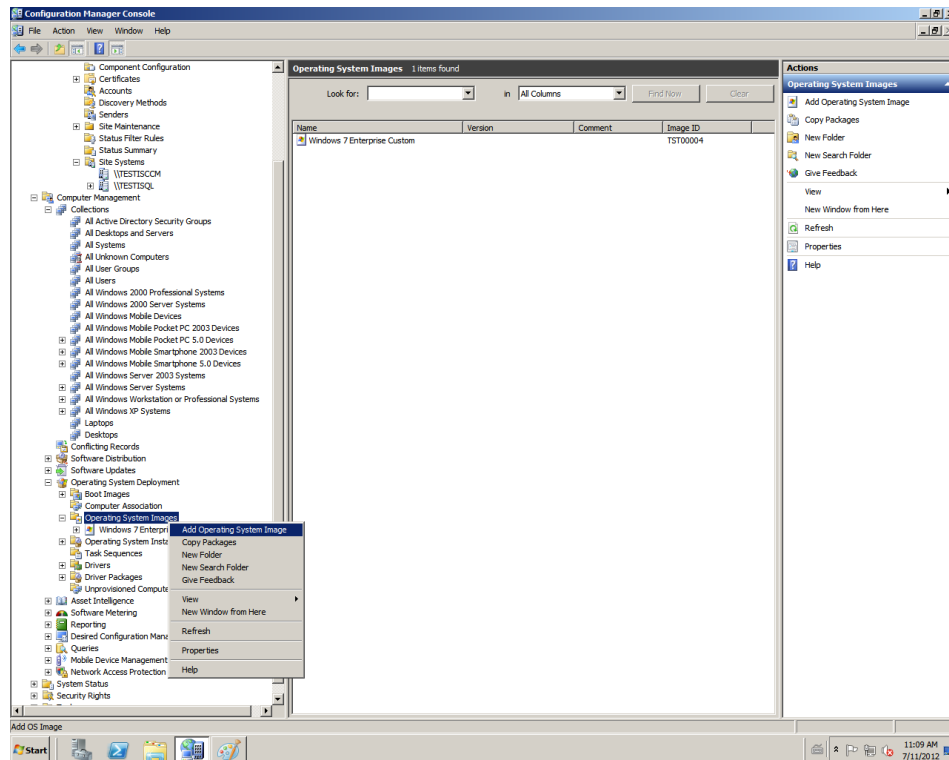 Configuration Manager Console
File Action View Window Help
Component Configuration
Certificates
Accounts
Discovery Methods
Senders
Site Maintenance
Status Filter Rules
Status Summary
Site Systems
\\TESTISCCM
\\TESTISQL
Computer Management
Collections
All Active Directory Security Groups
All Desktops and Servers
All Systems
All Unknown Computers
All User Groups
All Users
All Windows 2000 Professional Systems
All Windows 2000 Server Systems
All Windows Mobile Devices
All Windows Mobile Pocket PC 2003 Devices
All Windows Mobile Pocket PC 5.0 Devices
All Windows Mobile Smartphone 2003 Devices
All Windows Mobile Smartphone 5.0 Devices
All Windows Server 2003 Systems
All Windows Server Systems
All Windows Workstation or Professional Systems
All Windows XP Systems
Laptops
Desktops
Conflicting Records
Software Distribution
Software Updates
Operating System Deployment
Boot Images
Computer Association
Operating System Images
Windows 7 Enterpri
Operating System Insta
Task Sequences
Drivers
Driver Packages
Unprovisioned Compute
Asset Intelligence
Software Metering
Reporting
Desired Configuration Mana
Queries
Mobile Device Management
Network Access Protection
System Status
Security Rights
Add Operating System Image
Copy Packages
New Folder
New Search Folder
Give Feedback
View
New Window from Here
Refresh
Properties
Help
Operating System Images 1 items found
Look for: in All Columns Find Now Clear
Name Version Comment Image ID
Windows 7 Enterprise Custom TST00004
Actions
Operating System Images
Add Operating System Image
Copy Packages
New Folder
New Search Folder
Give Feedback
View
New Window from Here
Refresh
Properties
Help
Add OS Image
Start
11:09 AM
7/11/2012